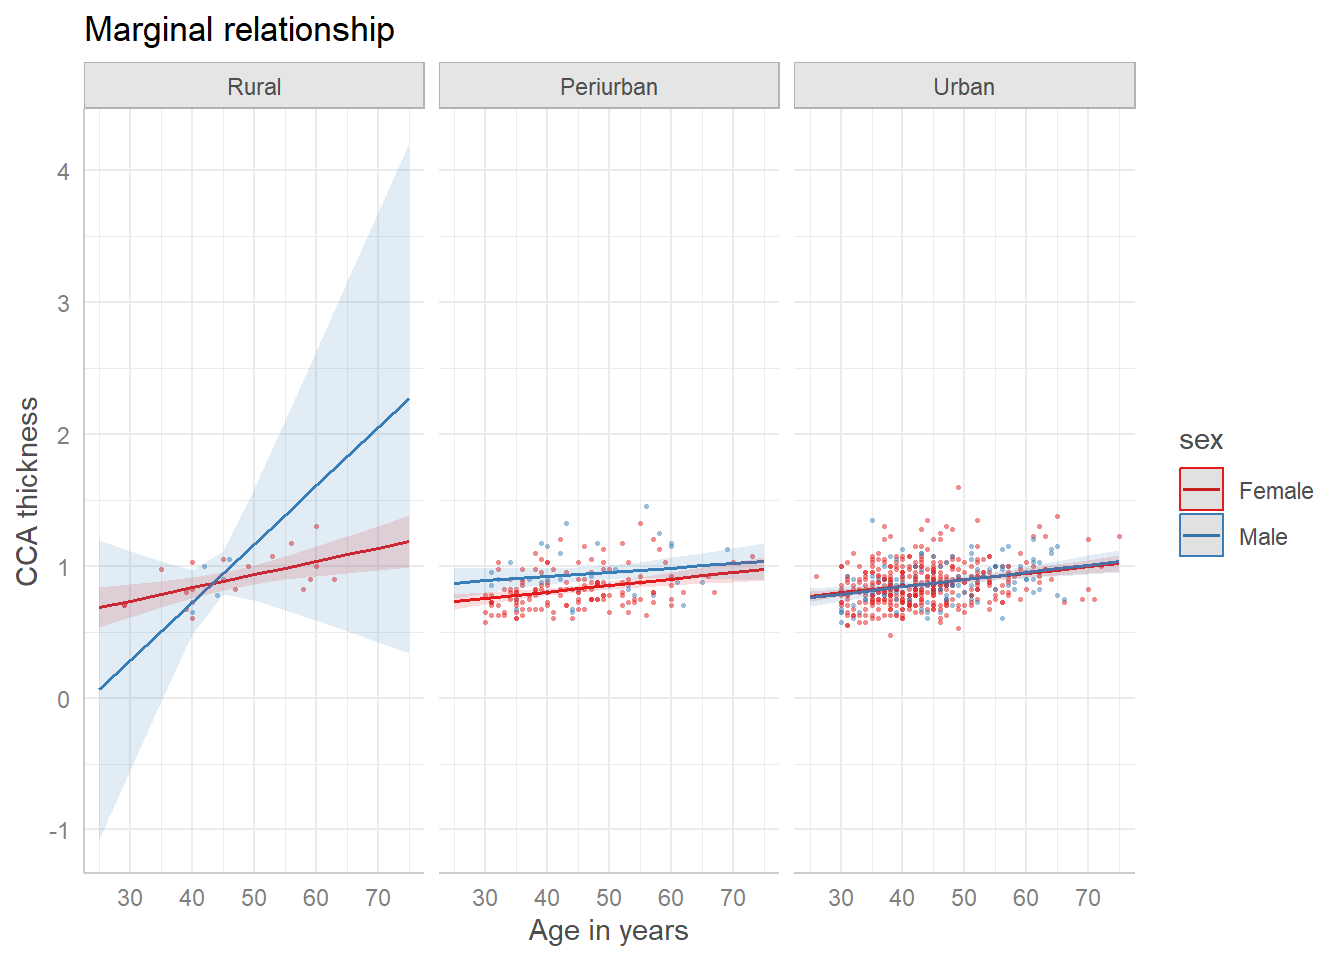 Marginal relationship
Rural Periurban Urban
4
3
2
1
0
-1
CCA thickness
30 40 50 60 70 30 40 50 60 70 30 40 50 60 70
Age in years
sex
Female
Male